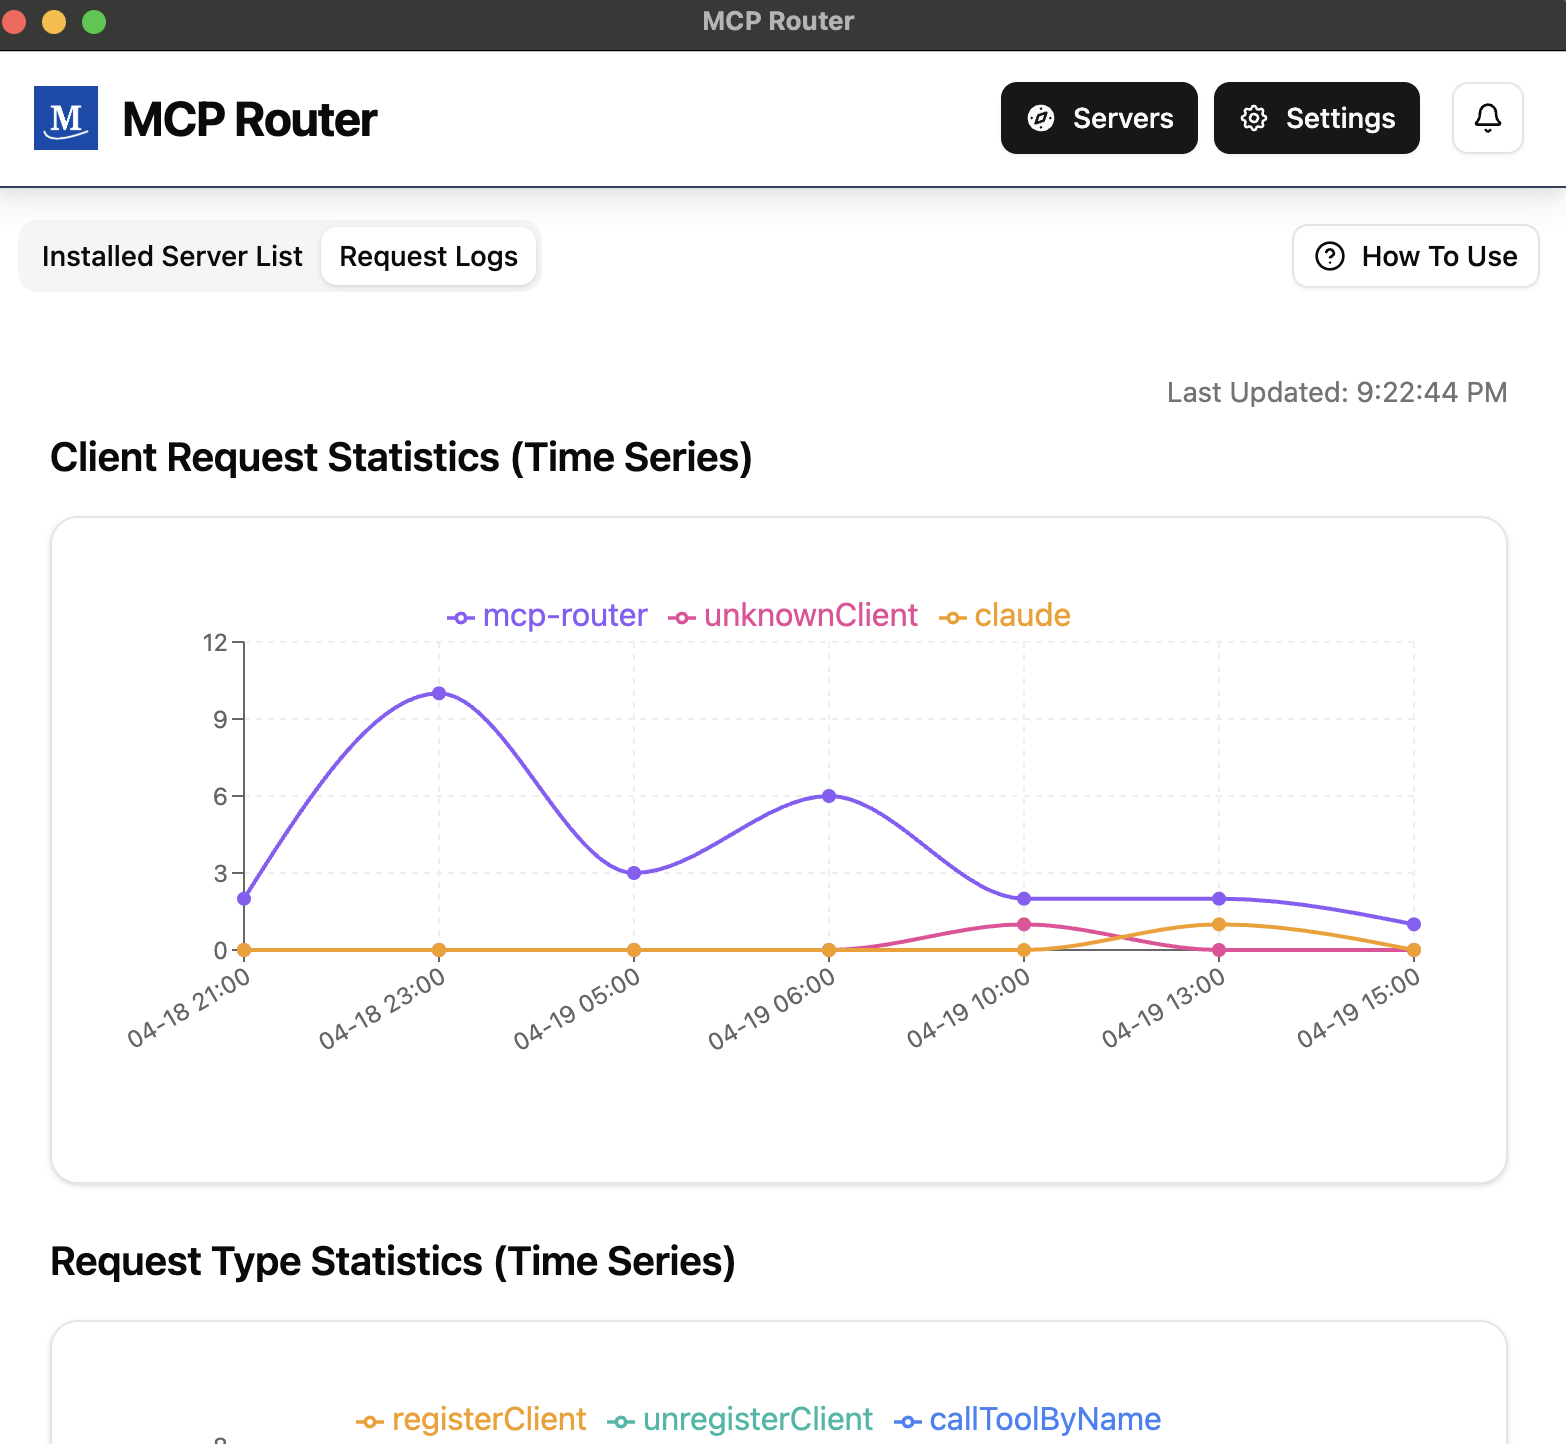 MCP Router
M
MCP Router
Servers
Settings
Installed Server List
Request Logs
How To Use
Last Updated: 9:22:44 PM
Client Request Statistics (Time Series)
mcp-router
unknownClient
claude
12
9
6
3
0
04-18 21:00
04-18 23:00
04-19 05:00
04-19 06:00
04-19 10:00
04-19 13:00
04-19 15:00
Request Type Statistics (Time Series)
registerClient
unregisterClient
callToolByName